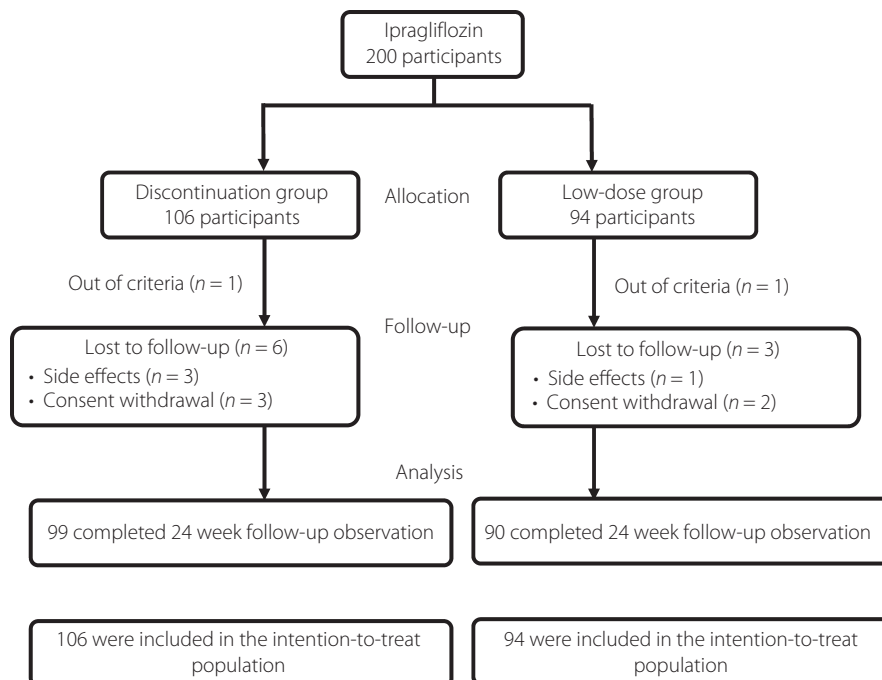 Ipragliflozin
200 participants
Discontinuation group
106 participants
Allocation
Low-dose group
94 participants
Out of criteria (n = 1)
Out of criteria (n = 1)
Follow-up
Lost to follow-up (n = 6)
• Side effects (n = 3)
• Consent withdrawal (n = 3)
Lost to follow-up (n = 3)
• Side effects (n = 1)
• Consent withdrawal (n = 2)
Analysis
99 completed 24 week follow-up observation
90 completed 24 week follow-up observation
106 were included in the intention-to-treat
population
94 were included in the intention-to-treat
population